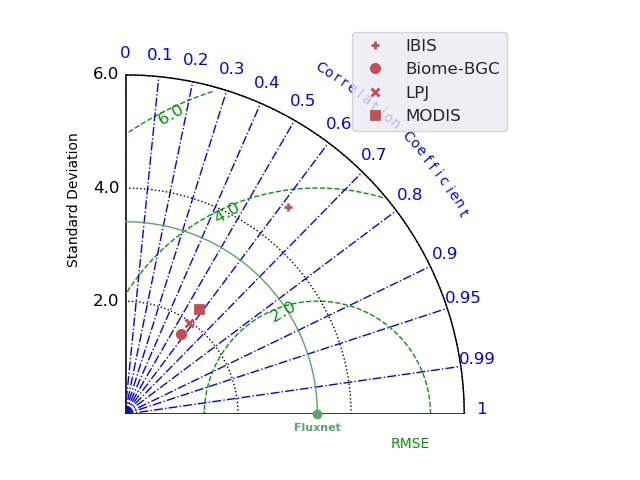 IBIS
Biome-BGC
LPJ
MODIS
Correlation Coefficient
0 0.1 0.2 0.3 0.4 0.5 0.6 0.7 0.8 0.9 0.95 0.99 1
6.0
4.0
2.0
Standard Deviation
6.0
4.0
2.0
Fluxnet
RMSE